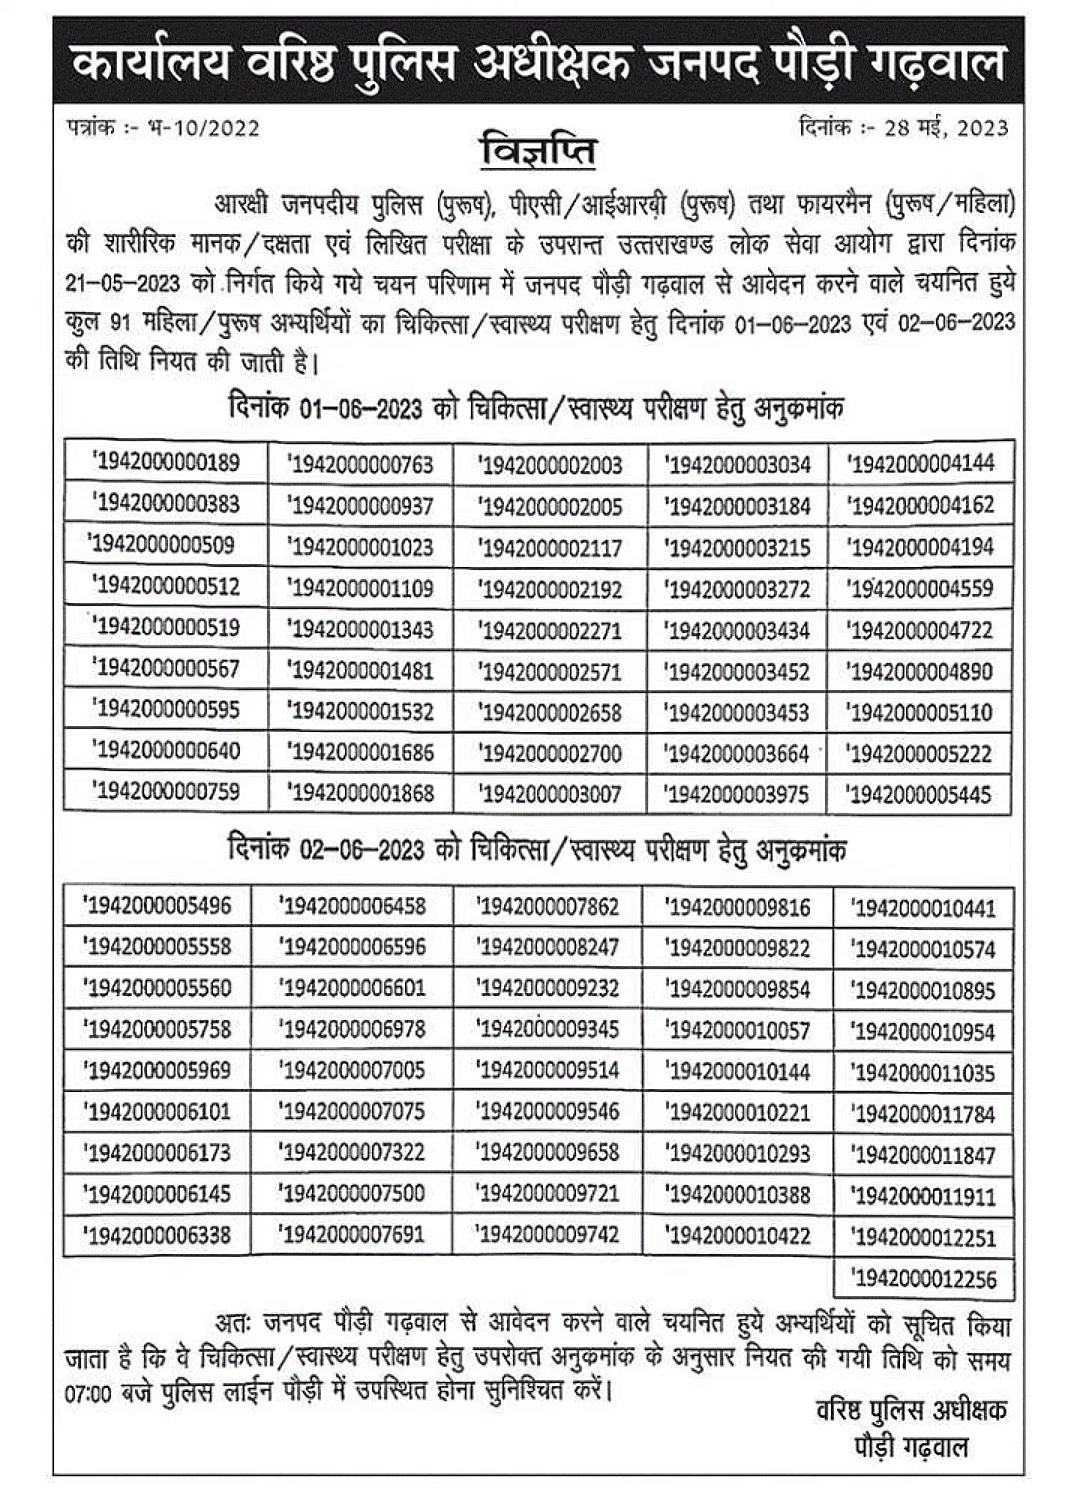 कार्यालय वरिष्ठ पुलिस अधीक्षक जनपद पौड़ी गढ़वाल
पत्रांक :- भ-10/2022 दिनांक :- 28 मई, 2023
विज्ञप्ति
आरक्षी जनपदीय पुलिस (पुरूष), पीएसी/आईआरबी (पुरूष) तथा फायरमैन (पुरूष/महिला)
की शारीरिक मानक/दक्षता एवं लिखित परीक्षा के उपरान्त उत्तराखण्ड लोक सेवा आयोग द्वारा दिनांक
21-05-2023 को निर्गत किये गये चयन परिणाम में जनपद पौड़ी गढ़वाल से आवेदन करने वाले चयनित हुये
कुल 91 महिला/पुरूष अभ्यर्थियों का चिकित्सा/स्वास्थ्य परीक्षण हेतु दिनांक 01-06-2023 एवं 02-06-2023
की तिथि नियत की जाती है।
दिनांक 01-06-2023 को चिकित्सा/स्वास्थ्य परीक्षण हेतु अनुक्रमांक
'1942000000189 '1942000000763 '1942000002003 '1942000003034 '1942000004144
'1942000000383 '1942000000937 '1942000002005 '1942000003184 '1942000004162
'1942000000509 '1942000001023 '1942000002117 '1942000003215 '1942000004194
'1942000000512 '1942000001109 '1942000002192 '1942000003272 '1942000004559
'1942000000519 '1942000001343 '1942000002271 '1942000003434 '1942000004722
'1942000000567 '1942000001481 '1942000002571 '1942000003452 '1942000004890
'1942000000595 '1942000001532 '1942000002658 '1942000003453 '1942000005110
'1942000000640 '1942000001686 '1942000002700 '1942000003664 '1942000005222
'1942000000759 '1942000001868 '1942000003007 '1942000003975 '1942000005445
दिनांक 02-06-2023 को चिकित्सा/स्वास्थ्य परीक्षण हेतु अनुक्रमांक
'1942000005496 '1942000006458 '1942000007862 '1942000009816 '1942000010441
'1942000005558 '1942000006596 '1942000008247 '1942000009822 '1942000010574
'1942000005560 '1942000006601 '1942000009232 '1942000009854 '1942000010895
'1942000005758 '1942000006978 '1942000009345 '1942000010057 '1942000010954
'1942000005969 '1942000007005 '1942000009514 '1942000010144 '1942000011035
'1942000006101 '1942000007075 '1942000009546 '1942000010221 '1942000011784
'1942000006173 '1942000007322 '1942000009658 '1942000010293 '1942000011847
'1942000006145 '1942000007500 '1942000009721 '1942000010388 '1942000011911
'1942000006338 '1942000007691 '1942000009742 '1942000010422 '1942000012251
'1942000012256
अतः जनपद पौड़ी गढ़वाल से आवेदन करने वाले चयनित हुये अभ्यर्थियों को सूचित किया
जाता है कि वे चिकित्सा/स्वास्थ्य परीक्षण हेतु उपरोक्त अनुक्रमांक के अनुसार नियत की गयी तिथि को समय
07:00 बजे पुलिस लाईन पौड़ी में उपस्थित होना सुनिश्चित करें।
वरिष्ठ पुलिस अधीक्षक
पौड़ी गढ़वाल